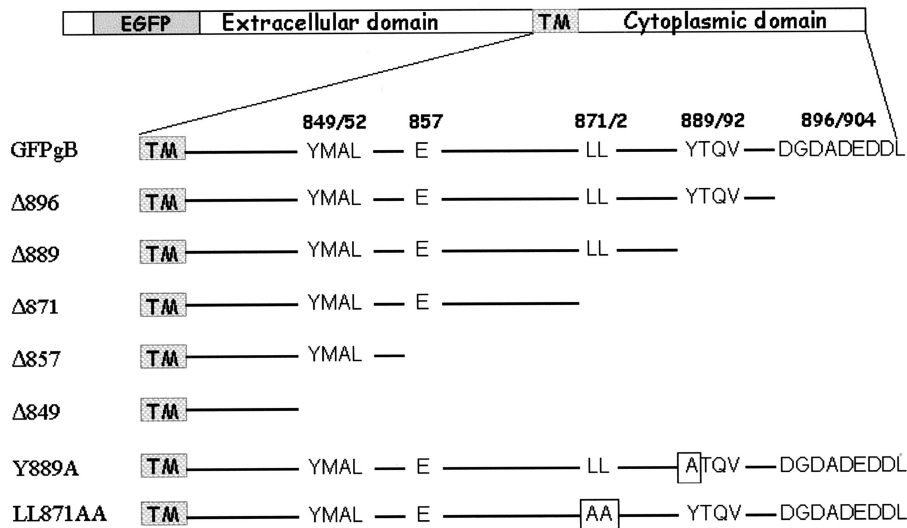 EGFP Extracellular domain TM Cytoplasmic domain
849/52 857 871/2 889/92 896/904
GFPgB TM YMAL E LL YTQV DGDADEDDL
Δ896 TM YMAL E LL YTQV
Δ889 TM YMAL E LL
Δ871 TM YMAL E
Δ857 TM YMAL
Δ849 TM
Y889A TM YMAL E LL ATQV DGDADEDDL
LL871AA TM YMAL E AA YTQV DGDADEDDL